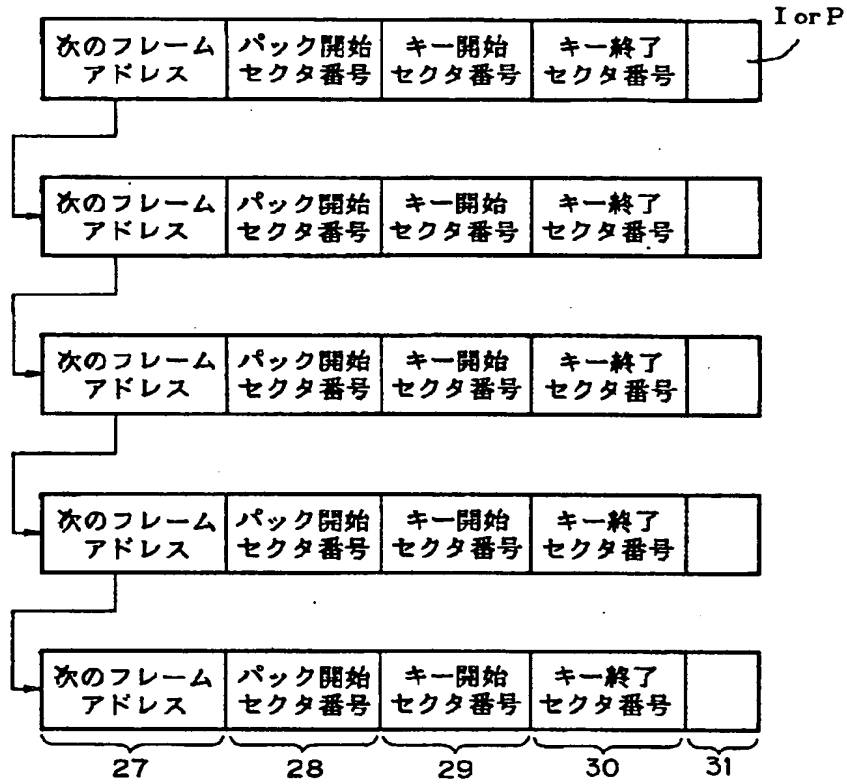 I or P
次のフレーム パック開始 キー開始 キー終了
アドレス セクタ番号 セクタ番号 セクタ番号
次のフレーム パック開始 キー開始 キー終了
アドレス セクタ番号 セクタ番号 セクタ番号
次のフレーム パック開始 キー開始 キー終了
アドレス セクタ番号 セクタ番号 セクタ番号
次のフレーム パック開始 キー開始 キー終了
アドレス セクタ番号 セクタ番号 セクタ番号
次のフレーム パック開始 キー開始 キー終了
アドレス セクタ番号 セクタ番号 セクタ番号
27 28 29 30 31